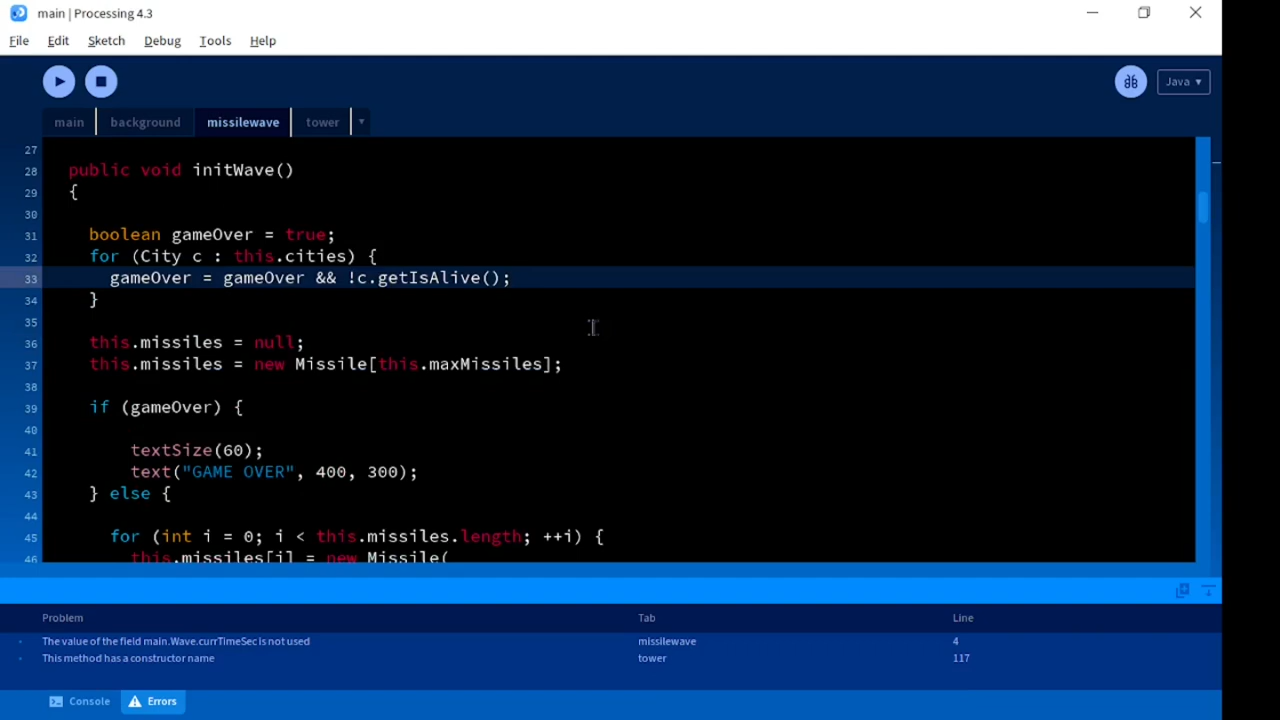 main | Processing 4.3
File Edit Sketch Debug Tools Help
Java ▾
main background missilewave tower ▾
27
28 public void initWave()
29 {
30
31 boolean gameOver = true;
32 for (City c : this.cities) {
33 gameOver = gameOver && !c.getIsAlive();
34 }
35
36 this.missiles = null;
37 this.missiles = new Missile[this.maxMissiles];
38
39 if (gameOver) {
40
41 textSize(60);
42 text("GAME OVER", 400, 300);
43 } else {
44
45 for (int i = 0; i < this.missiles.length; ++i) {
46 this.missiles[i] = new Missile(
Problem Tab Line
The value of the field main.Wave.currTimeSec is not used missilewave 4
This method has a constructor name tower 117
Console Errors